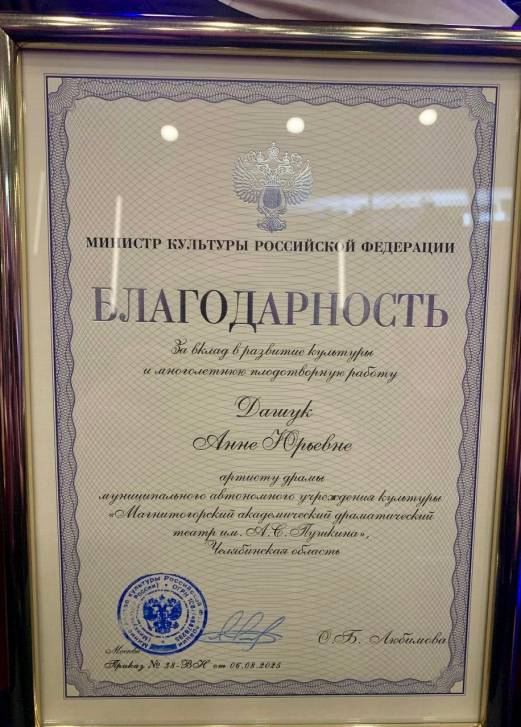 МИНИСТР КУЛЬТУРЫ РОССИЙСКОЙ ФЕДЕРАЦИИ
БЛАГОДАРНОСТЬ
За вклад в развитие культуры
и многолетнюю плодотворную работу
Дашук
Анне Юрьевне
артисту драмы
муниципального автономного учреждения культуры
«Магнитогорский академический драматический
театр им. А.С. Пушкина»,
Челябинская область
О.Б. Любимова
Москва
Приказ № 28-ВН от 06.08.2025